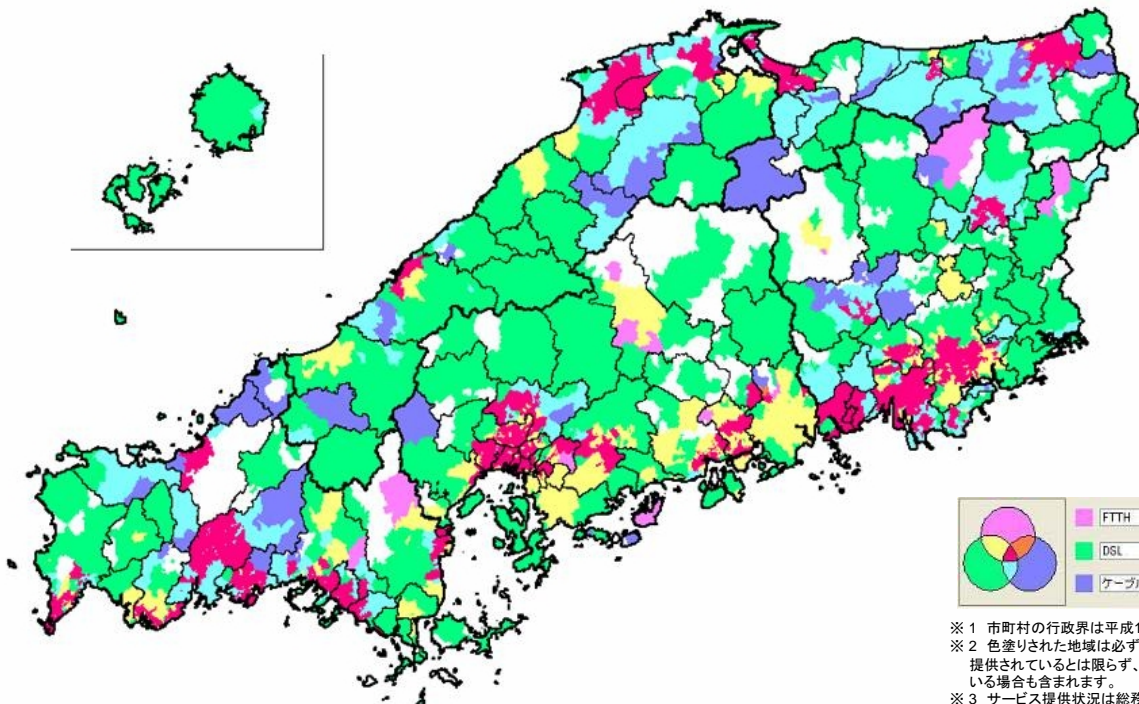 FTTH
DSL
ケーブル
※１ 市町村の行政界は平成1
※２ 色塗りされた地域は必ず
提供されているとは限らず、
いる場合も含まれます。
※３ サービス提供状況は総務